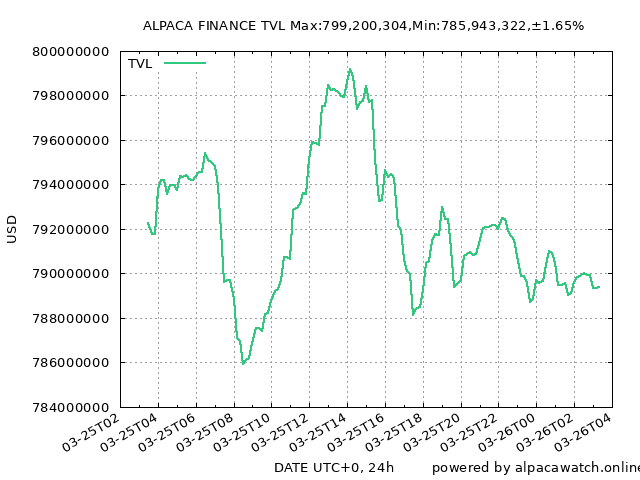 ALPACA FINANCE TVL Max:799,200,304,Min:785,943,322,±1.65%
800000000
TVL
798000000
796000000
794000000
792000000
790000000
788000000
786000000
784000000
USD
03-25T02
03-25T04
03-25T06
03-25T08
03-25T10
03-25T12
03-25T14
03-25T16
03-25T18
03-25T20
03-25T22
03-26T00
03-26T02
03-26T04
DATE UTC+0, 24h
powered by alpacawatch.online